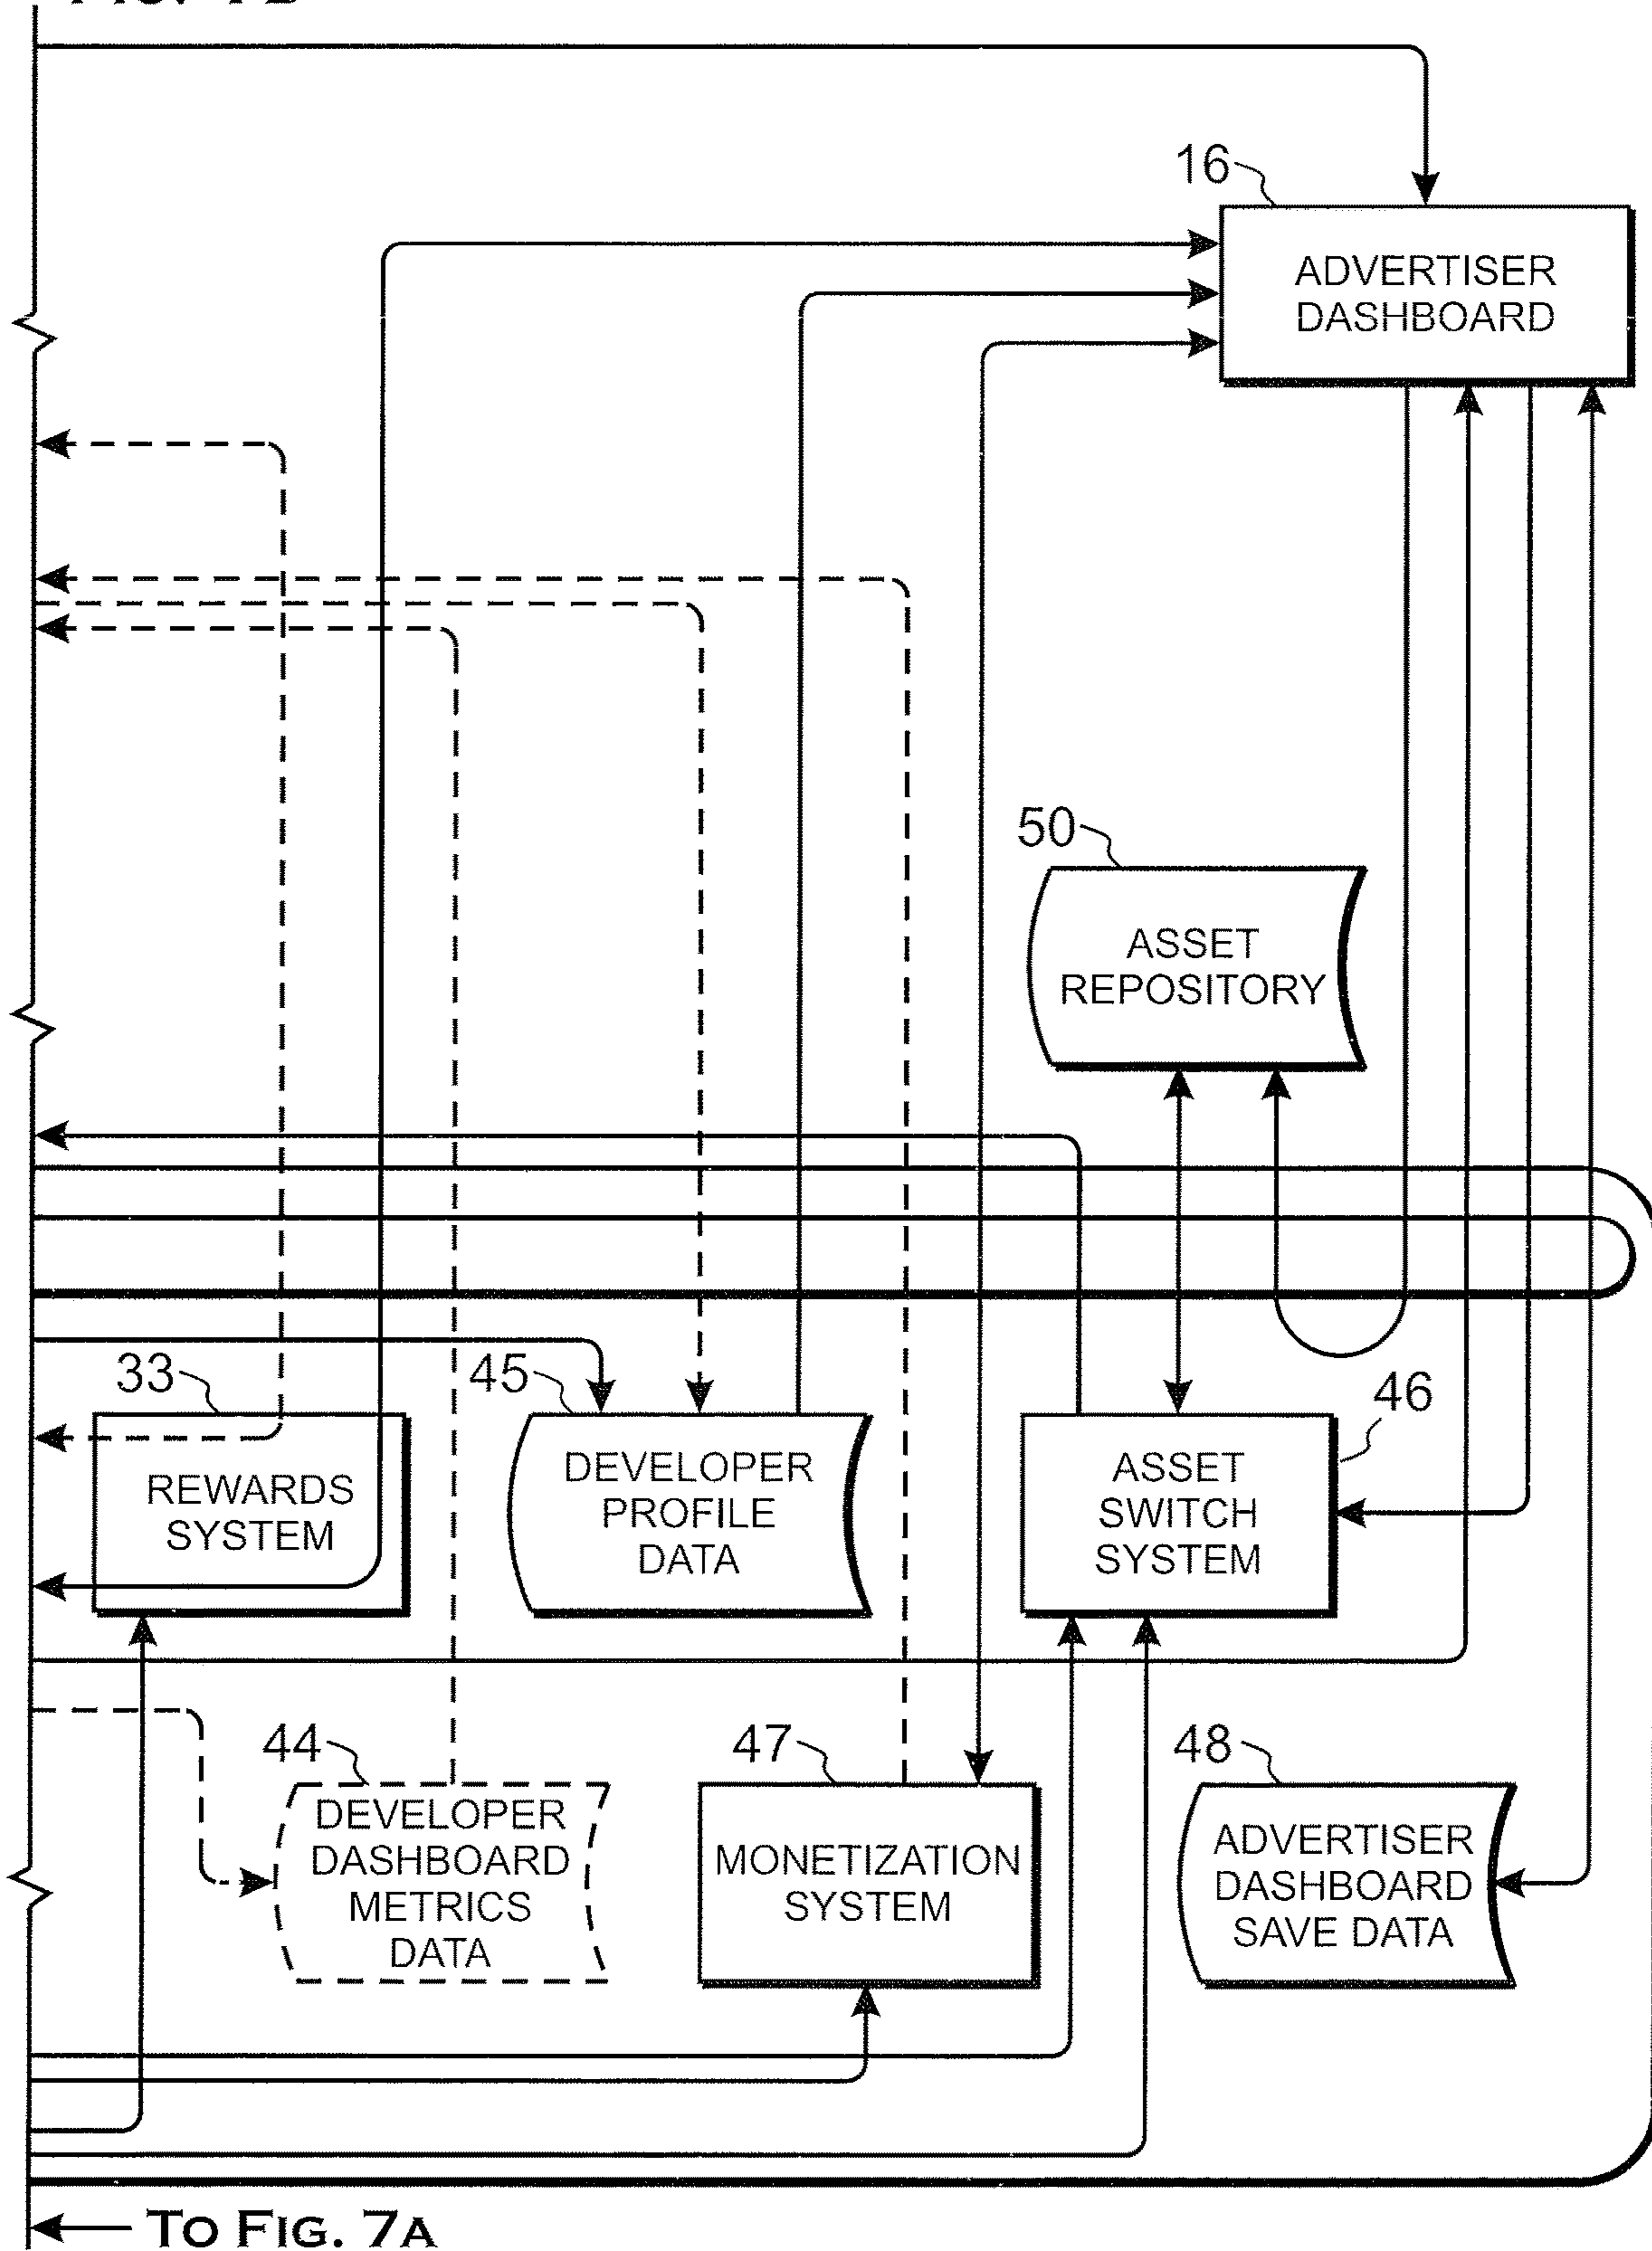 16
ADVERTISER
DASHBOARD
50
ASSET
REPOSITORY
33
REWARDS
SYSTEM
45
DEVELOPER
PROFILE
DATA
46
ASSET
SWITCH
SYSTEM
44
DEVELOPER
DASHBOARD
METRICS
DATA
47
MONETIZATION
SYSTEM
48
ADVERTISER
DASHBOARD
SAVE DATA
TO FIG. 7A